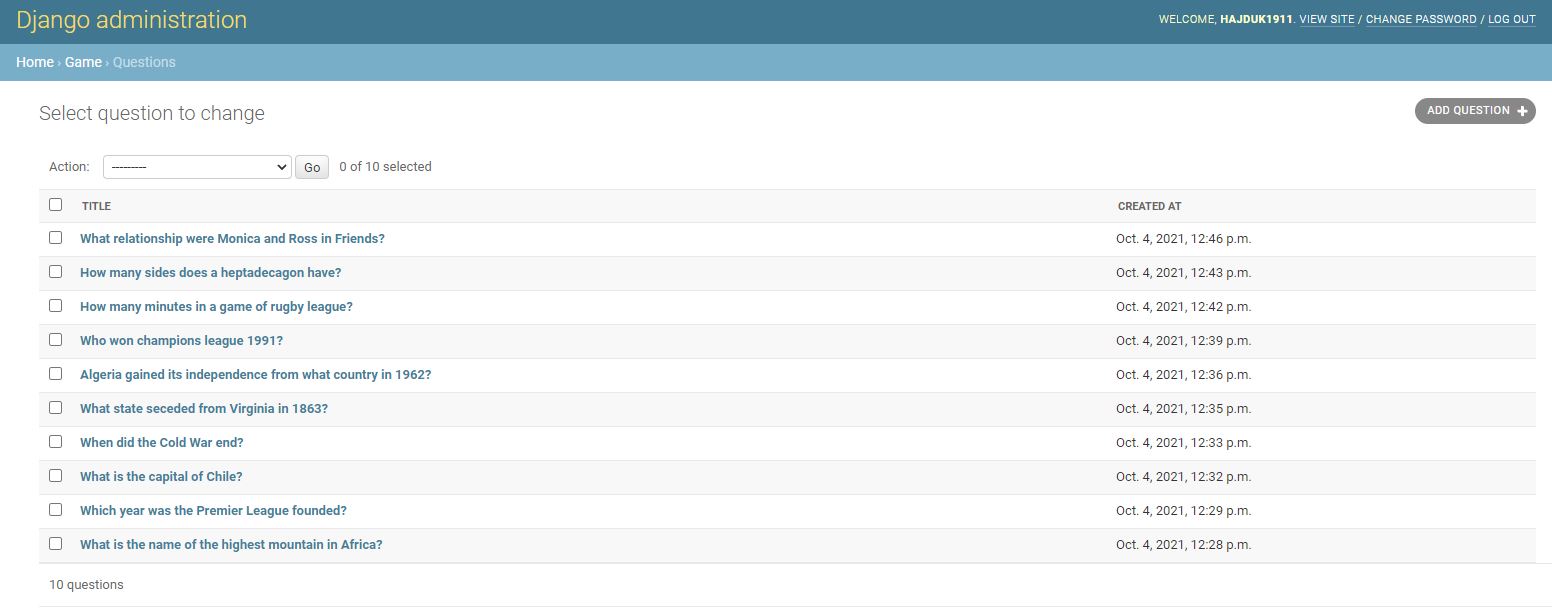 Django administration
WELCOME, HAJDUK1911. VIEW SITE / CHANGE PASSWORD / LOG OUT
Home › Game › Questions
Select question to change
ADD QUESTION +
Action: --------- Go 0 of 10 selected
TITLE CREATED AT
What relationship were Monica and Ross in Friends? Oct. 4, 2021, 12:46 p.m.
How many sides does a heptadecagon have? Oct. 4, 2021, 12:43 p.m.
How many minutes in a game of rugby league? Oct. 4, 2021, 12:42 p.m.
Who won champions league 1991? Oct. 4, 2021, 12:39 p.m.
Algeria gained its independence from what country in 1962? Oct. 4, 2021, 12:36 p.m.
What state seceded from Virginia in 1863? Oct. 4, 2021, 12:35 p.m.
When did the Cold War end? Oct. 4, 2021, 12:33 p.m.
What is the capital of Chile? Oct. 4, 2021, 12:32 p.m.
Which year was the Premier League founded? Oct. 4, 2021, 12:29 p.m.
What is the name of the highest mountain in Africa? Oct. 4, 2021, 12:28 p.m.
10 questions